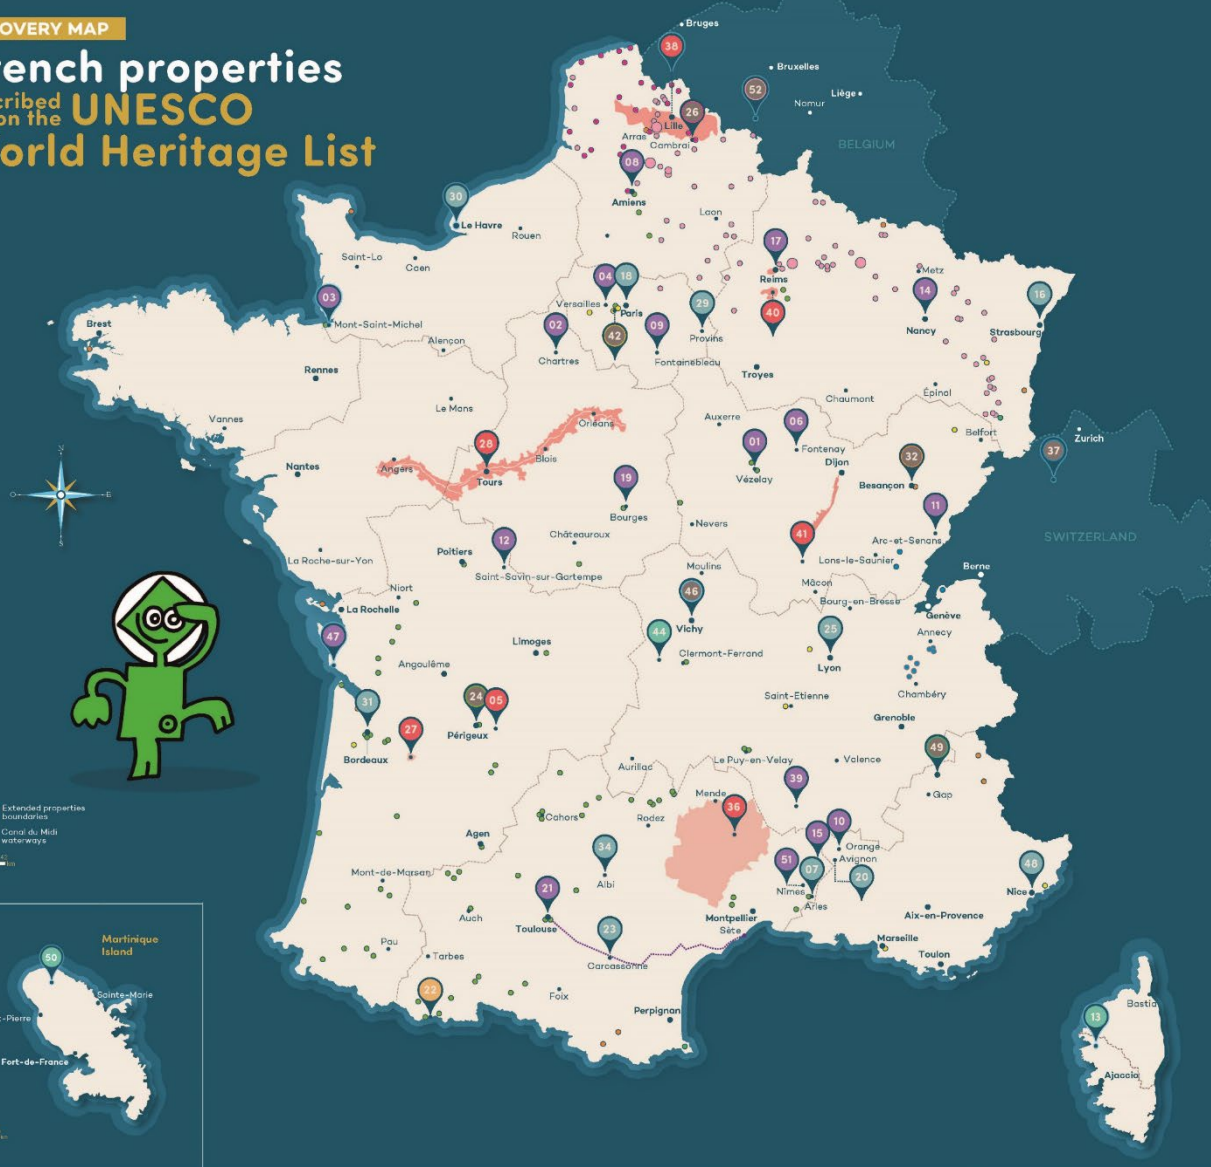 OVERY MAP
rench properties
cribed
on the UNESCO
orld Heritage List
Bruges
38
Bruxelles
52
Liège
Namur
26
Lille
Arras
Cambrai
BELGIUM
08
Amiens
30
Le Havre
Rouen
Laon
17
Reims
Saint-Lo
Caen
Metz
03
04
18
14
16
Versailles
Paris
29
40
Mont-Saint-Michel
02
42
09
Provins
Nancy
Strasbourg
Brest
Alençon
Chartres
Fontainebleau
Rennes
Troyes
Le Mans
Chaumont
Épinal
Vannes
Orléans
Auxerre
06
Belfort
Zurich
28
01
Fontenay
37
Nantes
Angers
Blois
Dijon
32
Tours
19
Vézelay
Besançon
N
O
E
S
11
Bourges
Nevers
12
Châteauroux
41
Arc-et-Senans
SWITZERLAND
La Roche-sur-Yon
Poitiers
Lons-le-Saunier
Saint-Savin-sur-Gartempe
Moulins
Berne
Niort
46
Mâcon
La Rochelle
Bourg-en-Bresse
Genève
47
44
Vichy
25
Annecy
Limoges
Clermont-Ferrand
Lyon
Angoulême
24
05
Saint-Etienne
Chambéry
31
27
Périgueux
Grenoble
Bordeaux
49
Aurillac
Le Puy-en-Velay
Valence
39
Gap
Extended properties
boundaries
Mende
36
Cahors
Rodez
10
Canal du Midi
waterways
Agen
15
Orange
km
34
51
07
Avignon
48
Mont-de-Marsan
20
Albi
Nîmes
Nice
21
Arles
Auch
Montpellier
Aix-en-Provence
Toulouse
23
Sète
Marseille
Martinique
Island
Pau
Tarbes
Toulon
50
Carcassonne
22
Foix
Sainte-Marie
Bastia
t-Pierre
Perpignan
13
Fort-de-France
Ajaccio
km